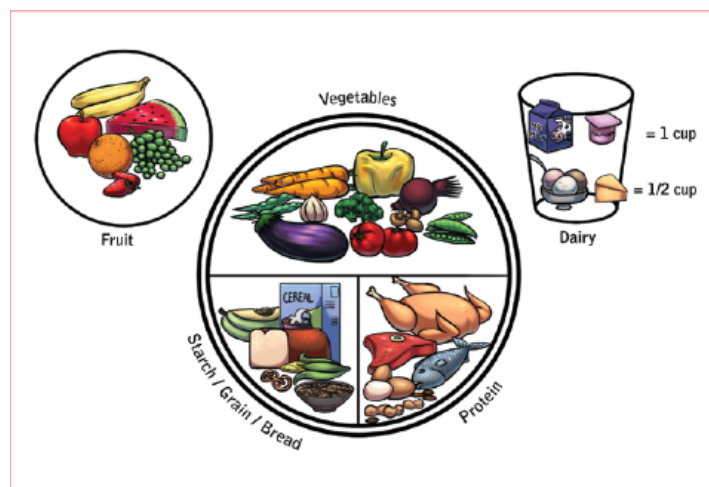 Vegetables
= 1 cup
= 1/2 cup
Fruit
Dairy
CEREAL
Starch / Grain / Bread
Protein